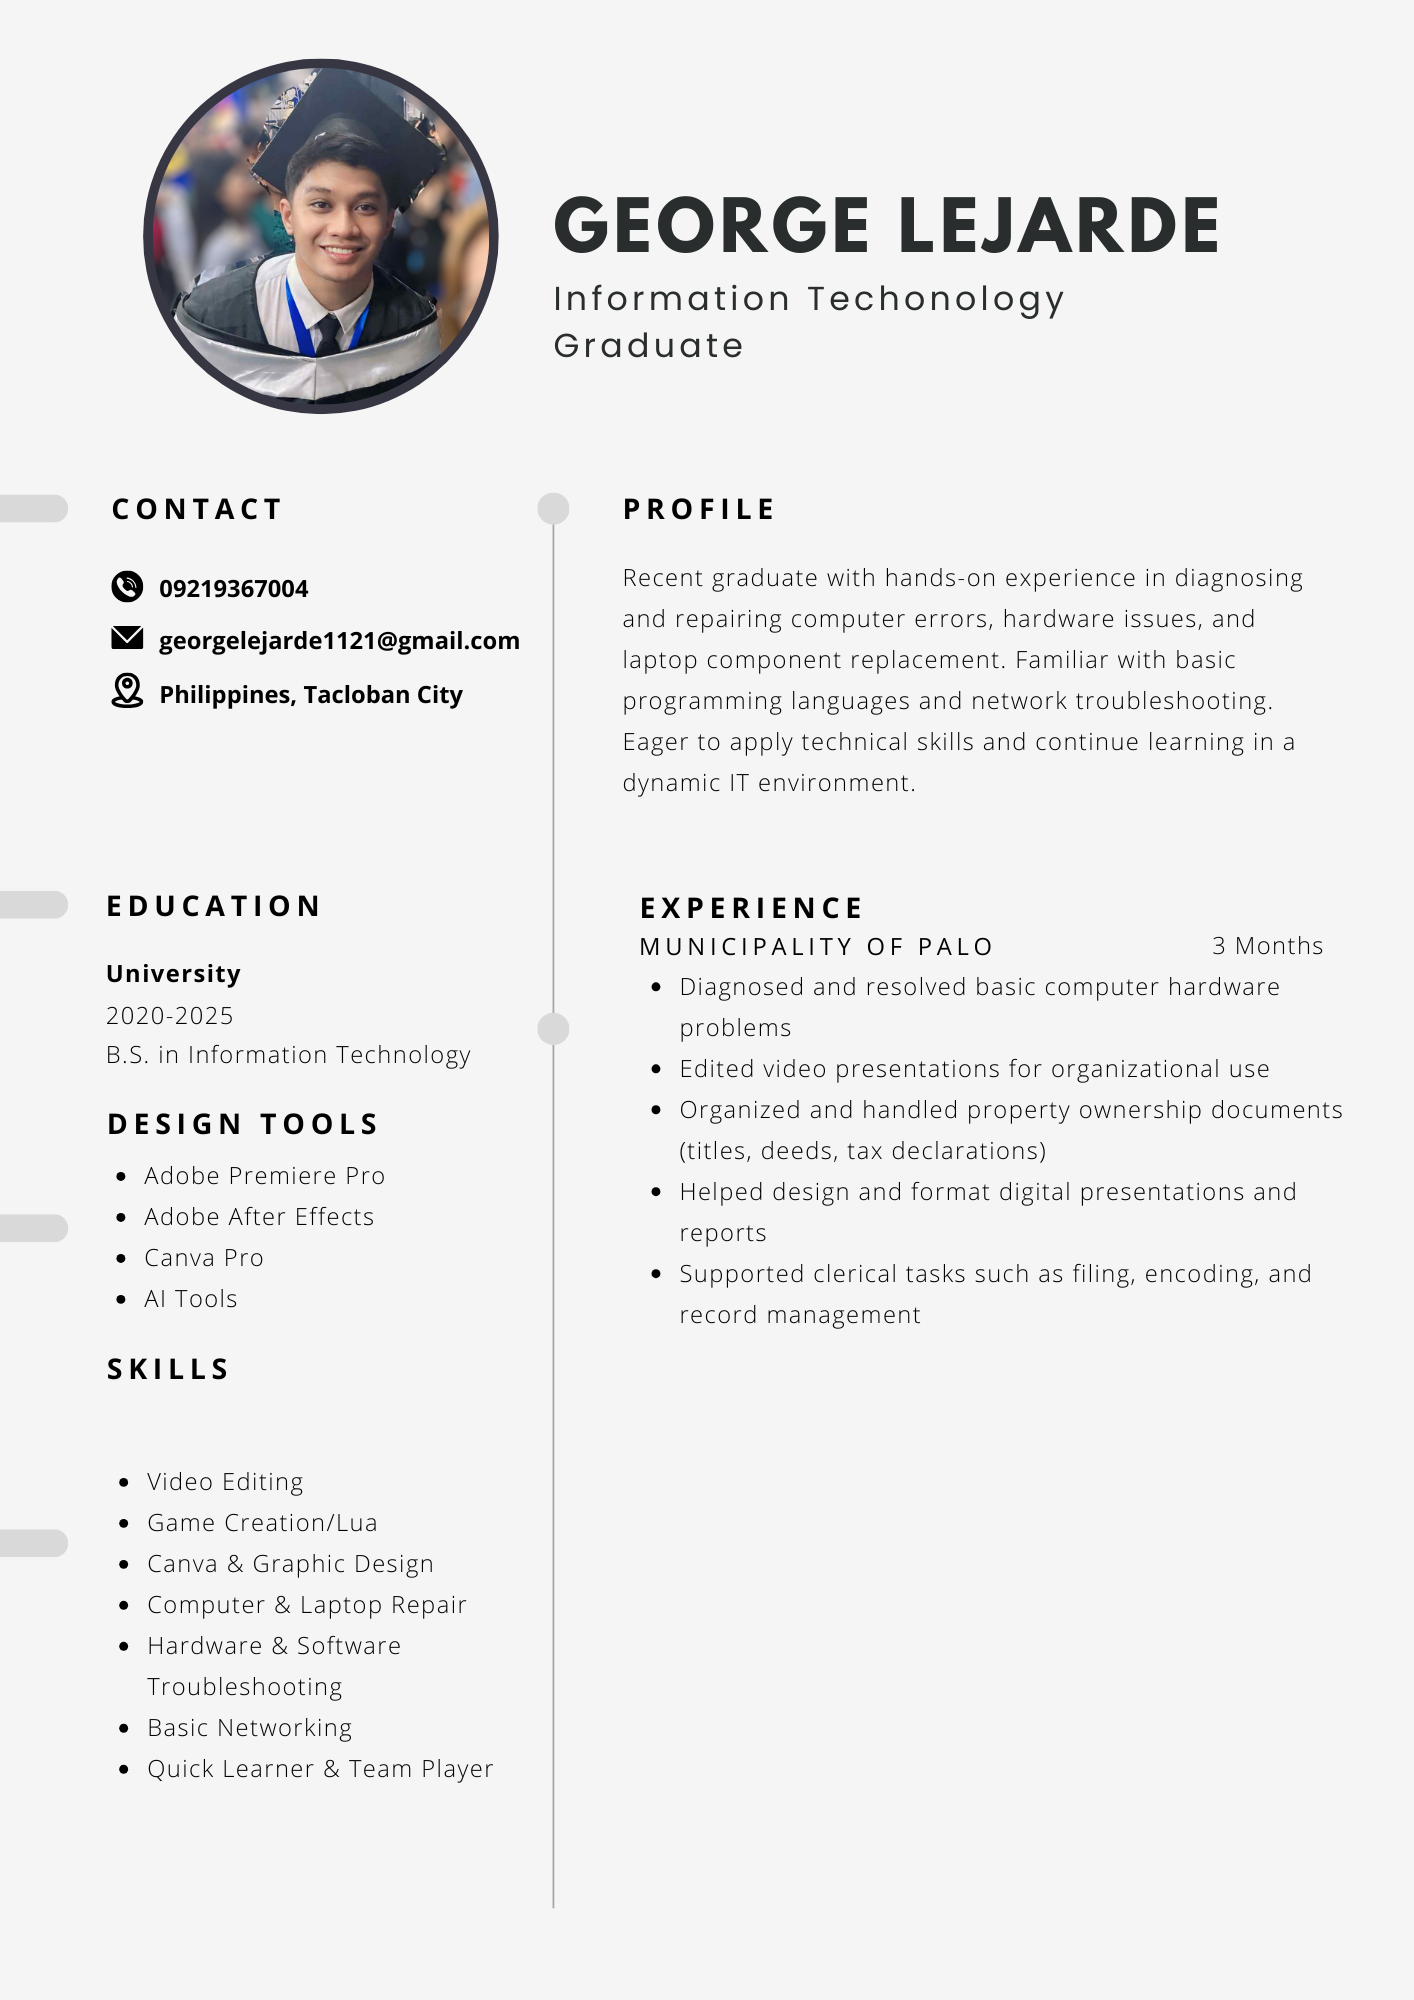 GEORGE LEJARDE
Information Techonology
Graduate
CONTACT
09219367004
georgelejarde1121@gmail.com
Philippines, Tacloban City
EDUCATION
University
2020-2025
B.S. in Information Technology
DESIGN TOOLS
Adobe Premiere Pro
Adobe After Effects
Canva Pro
AI Tools
SKILLS
Video Editing
Game Creation/Lua
Canva & Graphic Design
Computer & Laptop Repair
Hardware & Software
Troubleshooting
Basic Networking
Quick Learner & Team Player
PROFILE
Recent graduate with hands-on experience in diagnosing
and repairing computer errors, hardware issues, and
laptop component replacement. Familiar with basic
programming languages and network troubleshooting.
Eager to apply technical skills and continue learning in a
dynamic IT environment.
EXPERIENCE
MUNICIPALITY OF PALO 3 Months
Diagnosed and resolved basic computer hardware
problems
Edited video presentations for organizational use
Organized and handled property ownership documents
(titles, deeds, tax declarations)
Helped design and format digital presentations and
reports
Supported clerical tasks such as filing, encoding, and
record management